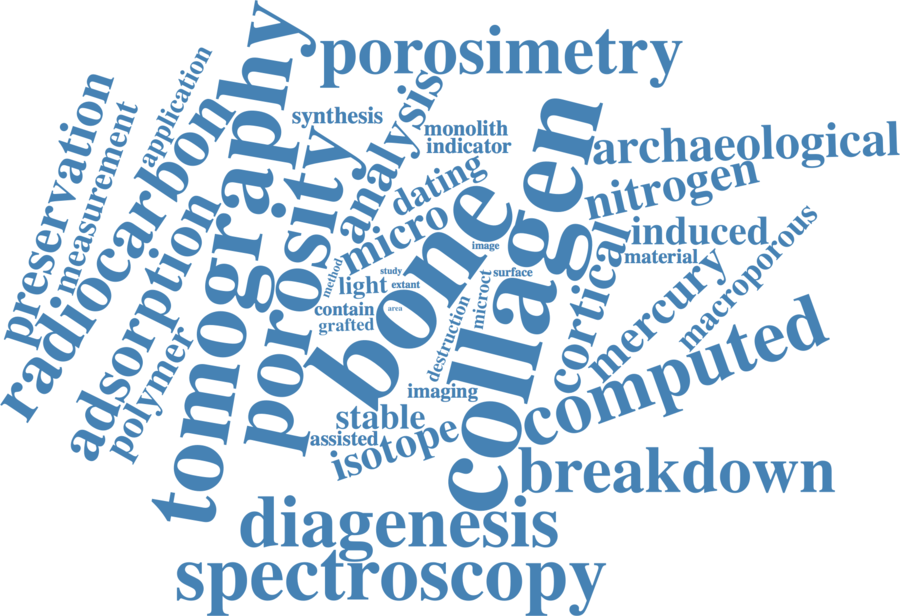 porosimetry
tomography
application
preservation
measurement
radiocarbon
synthesis
analysis
monolith
indicator
archaeological
collagen
nitrogen
dating
porosity
micro
bone
adsorption
induced
material
macroporous
image
method
study
light
extant
surface
microct
area
contain
grafted
cortical
mercury
destruction
polymer
computed
imaging
stable
assisted
isotope
breakdown
diagenesis
spectroscopy